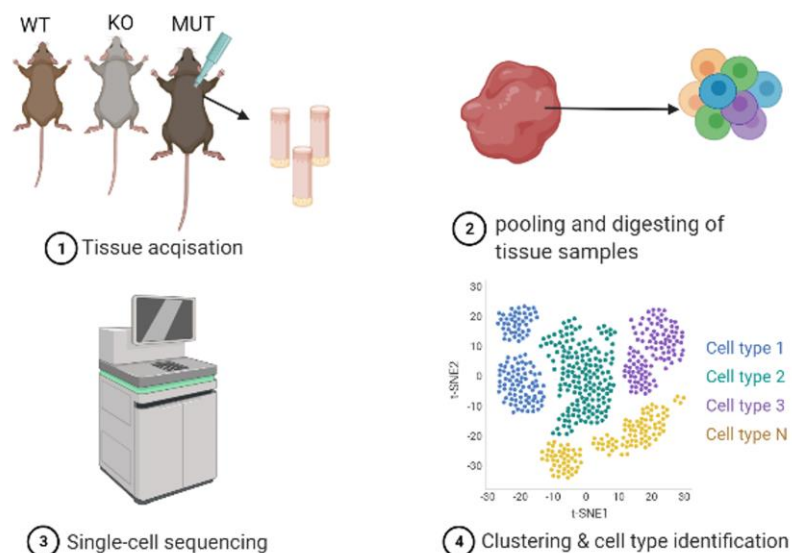 WT KO MUT
1 Tissue acqisation
2 pooling and digesting of
tissue samples
3 Single-cell sequencing
30
20
10
0
-10
-20
-30
t-SNE2
-30 -20 -10 0 10 20 30
t-SNE1
Cell type 1
Cell type 2
Cell type 3
Cell type N
4 Clustering & cell type identification